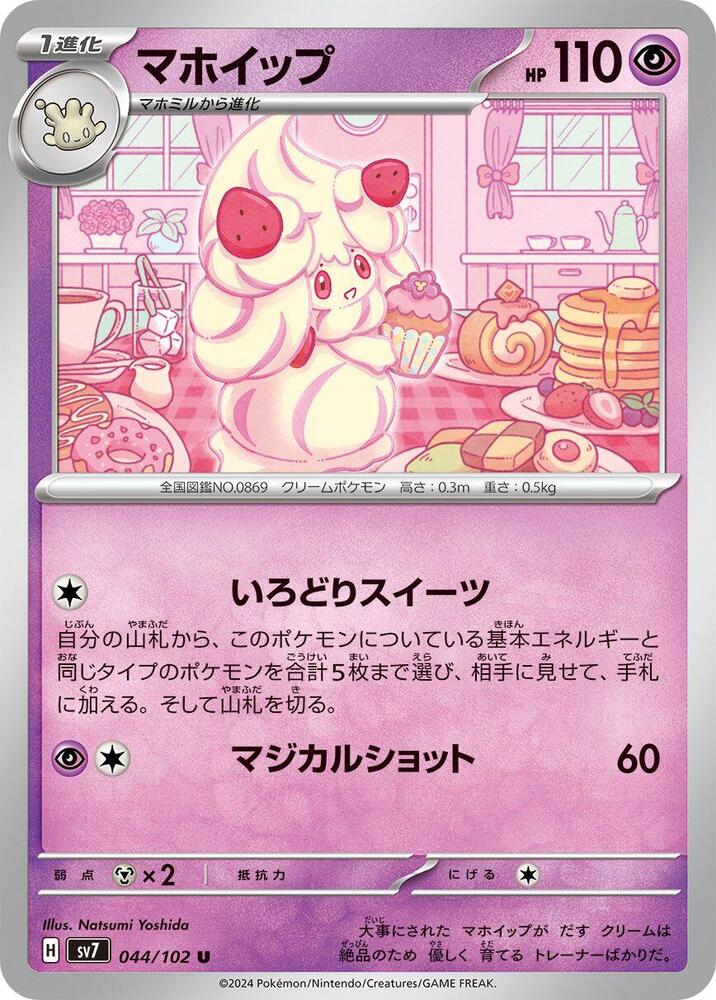 1進化
マホイップ
HP 110
マホミルから進化
全国図鑑NO.0869 クリームポケモン 高さ:0.3m 重さ:0.5kg
いろどりスイーツ
自分の山札から、このポケモンについている基本エネルギーと
同じタイプのポケモンを合計5枚まで選び、相手に見せて、手札
に加える。そして山札を切る。
マジカルショット 60
弱点 ×2 抵抗力 にげる
Illus. Natsumi Yoshida
H sv7 044/102 U
大事にされた マホイップが だす クリームは
絶品のため 優しく 育てる トレーナーばかりだ。
©2024 Pokémon/Nintendo/Creatures/GAME FREAK.